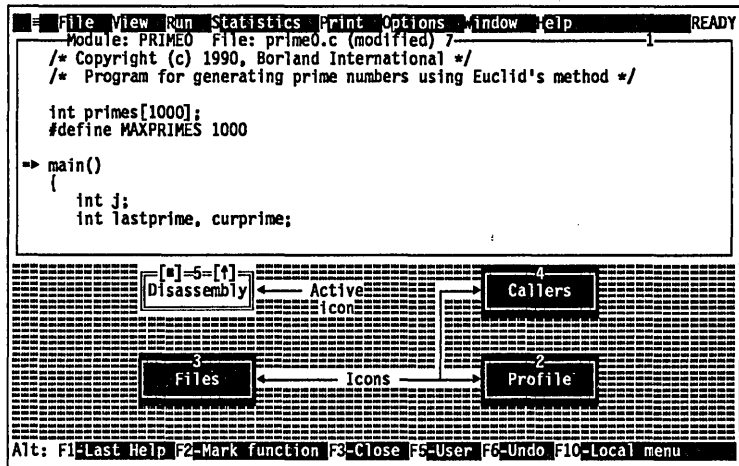 ≡ File View Run Statistics Print Options Window Help READY
Module: PRIME0 File: prime0.c (modified) 7 1
/* Copyright (c) 1990, Borland International */
/* Program for generating prime numbers using Euclid's method */
int primes[1000];
#define MAXPRIMES 1000
=► main()
{
int j;
int lastprime, curprime;
[■]=5=[↑]
Disassembly
Active
icon
4
Callers
3
Files
Icons
2
Profile
Alt: F1-Last Help F2-Mark function F3-Close F5-User F6-Undo F10-Local menu